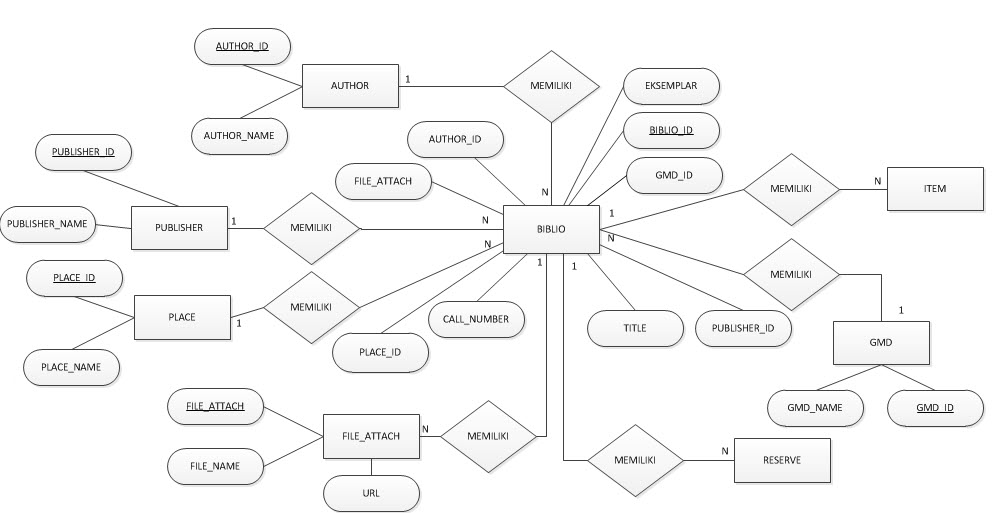 AUTHOR_ID
AUTHOR
1
MEMILIKI
EKSEMPLAR
AUTHOR_NAME
AUTHOR_ID
BIBLIO_ID
PUBLISHER_ID
FILE_ATTACH
GMD_ID
N
MEMILIKI
N
ITEM
PUBLISHER_NAME
PUBLISHER
1
MEMILIKI
N
BIBLIO
1
N
N
PLACE_ID
1
1
MEMILIKI
PLACE
1
MEMILIKI
CALL_NUMBER
TITLE
PUBLISHER_ID
1
PLACE_NAME
PLACE_ID
GMD
FILE_ATTACH
GMD_NAME
GMD_ID
FILE_ATTACH
N
MEMILIKI
FILE_NAME
MEMILIKI
N
RESERVE
URL